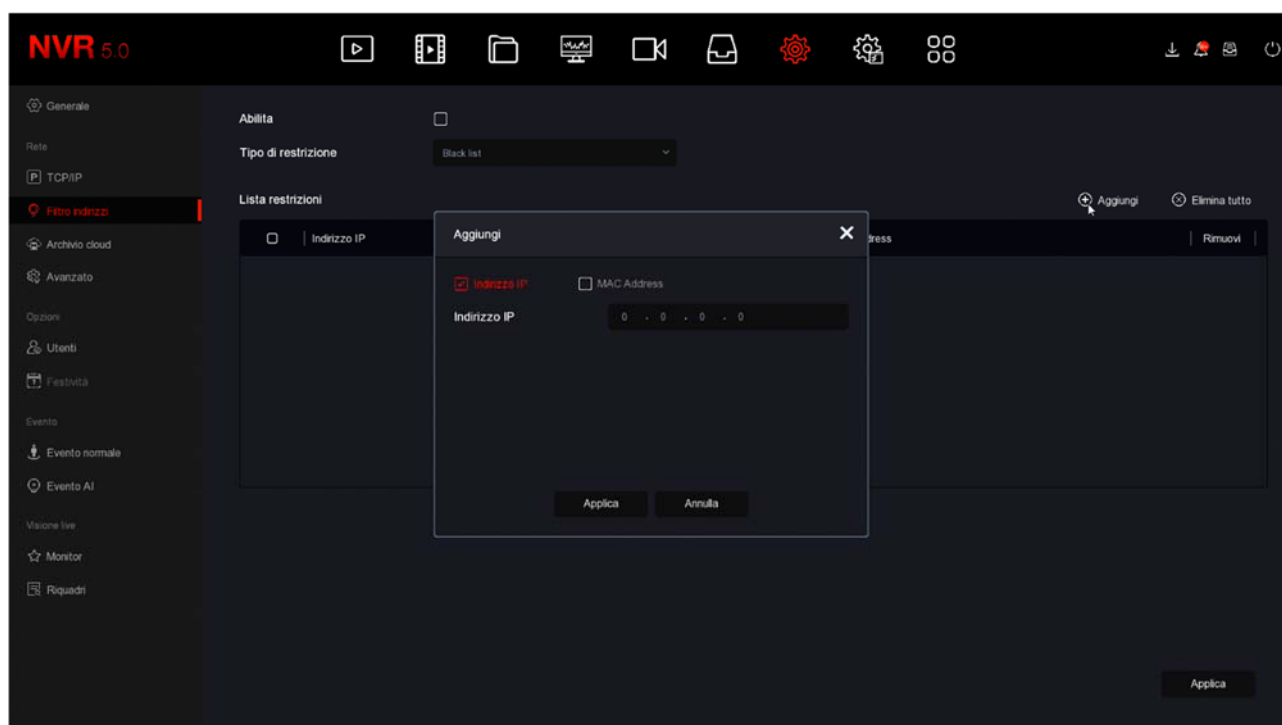 NVR 5.0
Generale
Rete
TCP/IP
Filtro indirizzi
Archivio cloud
Avanzato
Opzioni
Utenti
Festività
Evento
Evento normale
Evento AI
Visione live
Monitor
Riquadri
Abilita
Tipo di restrizione
Black list
Lista restrizioni
Aggiungi
Elimina tutto
Indirizzo IP
dress
Rimuovi
Aggiungi
Indirizzo IP
MAC Address
Indirizzo IP
0 . 0 . 0 . 0
Applica
Annulla
Applica